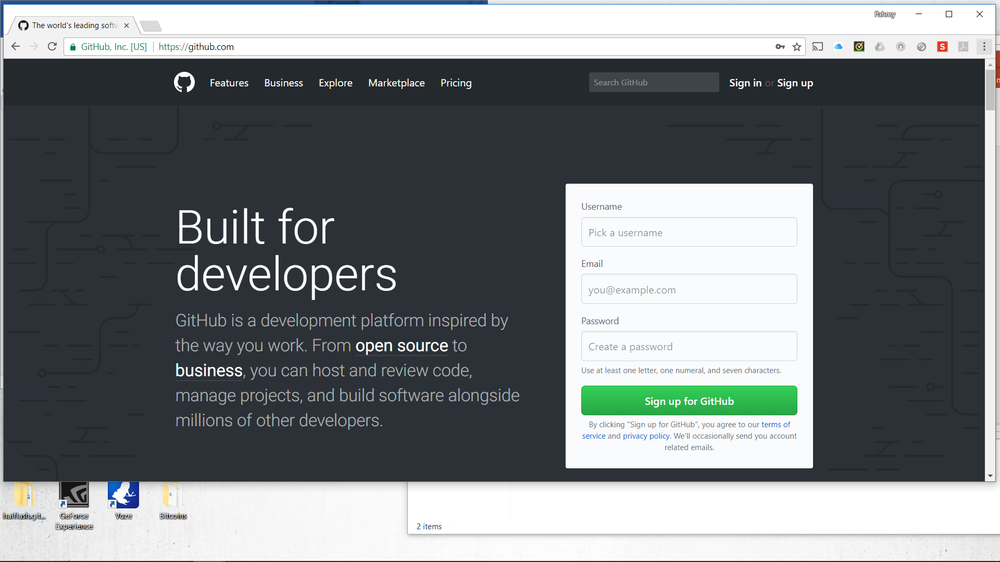 Fahmy
The world's leading softw
GitHub, Inc. [US] https://github.com
Features Business Explore Marketplace Pricing Search GitHub Sign in or Sign up
Built for
developers
GitHub is a development platform inspired by
the way you work. From open source to
business, you can host and review code,
manage projects, and build software alongside
millions of other developers.
Username
Pick a username
Email
you@example.com
Password
Create a password
Use at least one letter, one numeral, and seven characters.
Sign up for GitHub
By clicking "Sign up for GitHub", you agree to our terms of
service and privacy policy. We'll occasionally send you account
related emails.
halflash.git...
GeForce
Experience
Vuze
Bitcoins
2 items